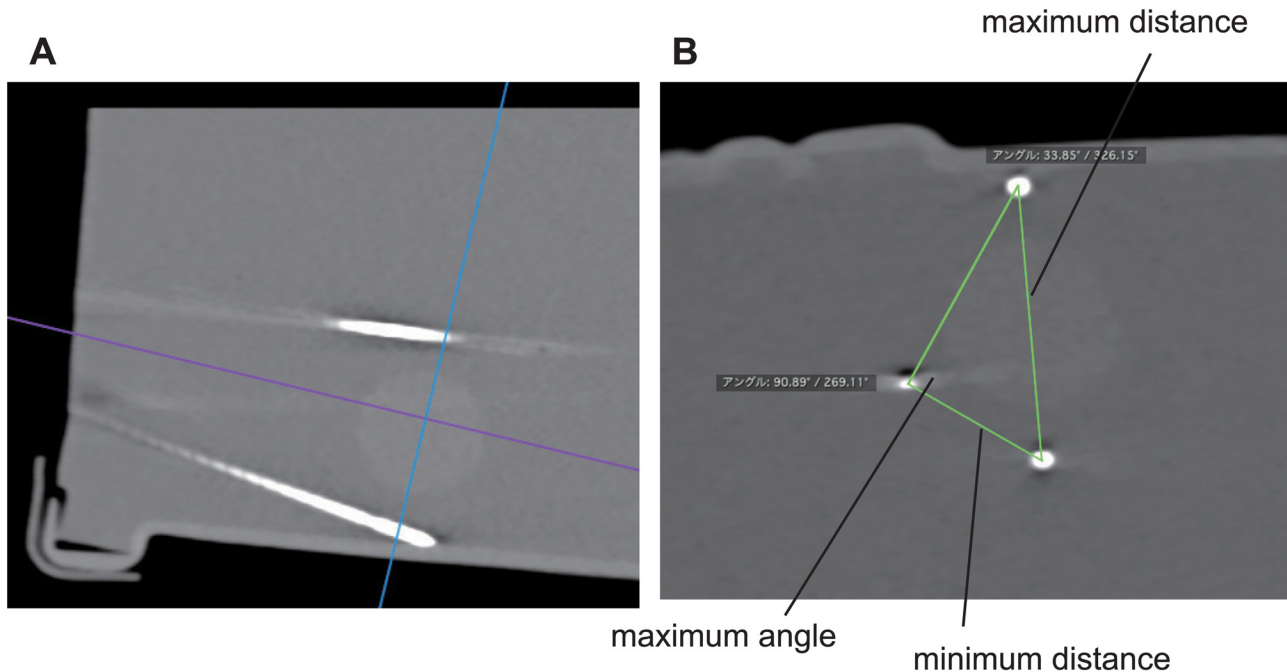 maximum distance
A
B
アングル: 33.85° / 326.15°
アングル: 90.89° / 269.11°
maximum angle
minimum distance